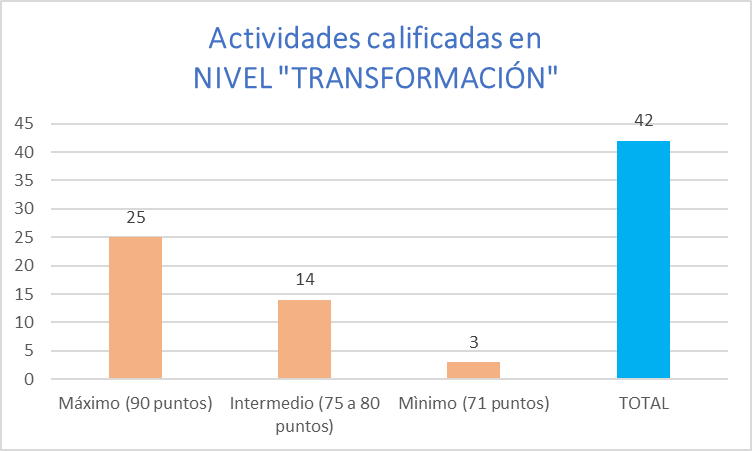 Actividades calificadas en
NIVEL "TRANSFORMACIÓN"
45
40
35
30
25
20
15
10
5
0
25
14
3
42
Máximo (90 puntos)
Intermedio (75 a 80
puntos)
Mìnimo (71 puntos)
TOTAL